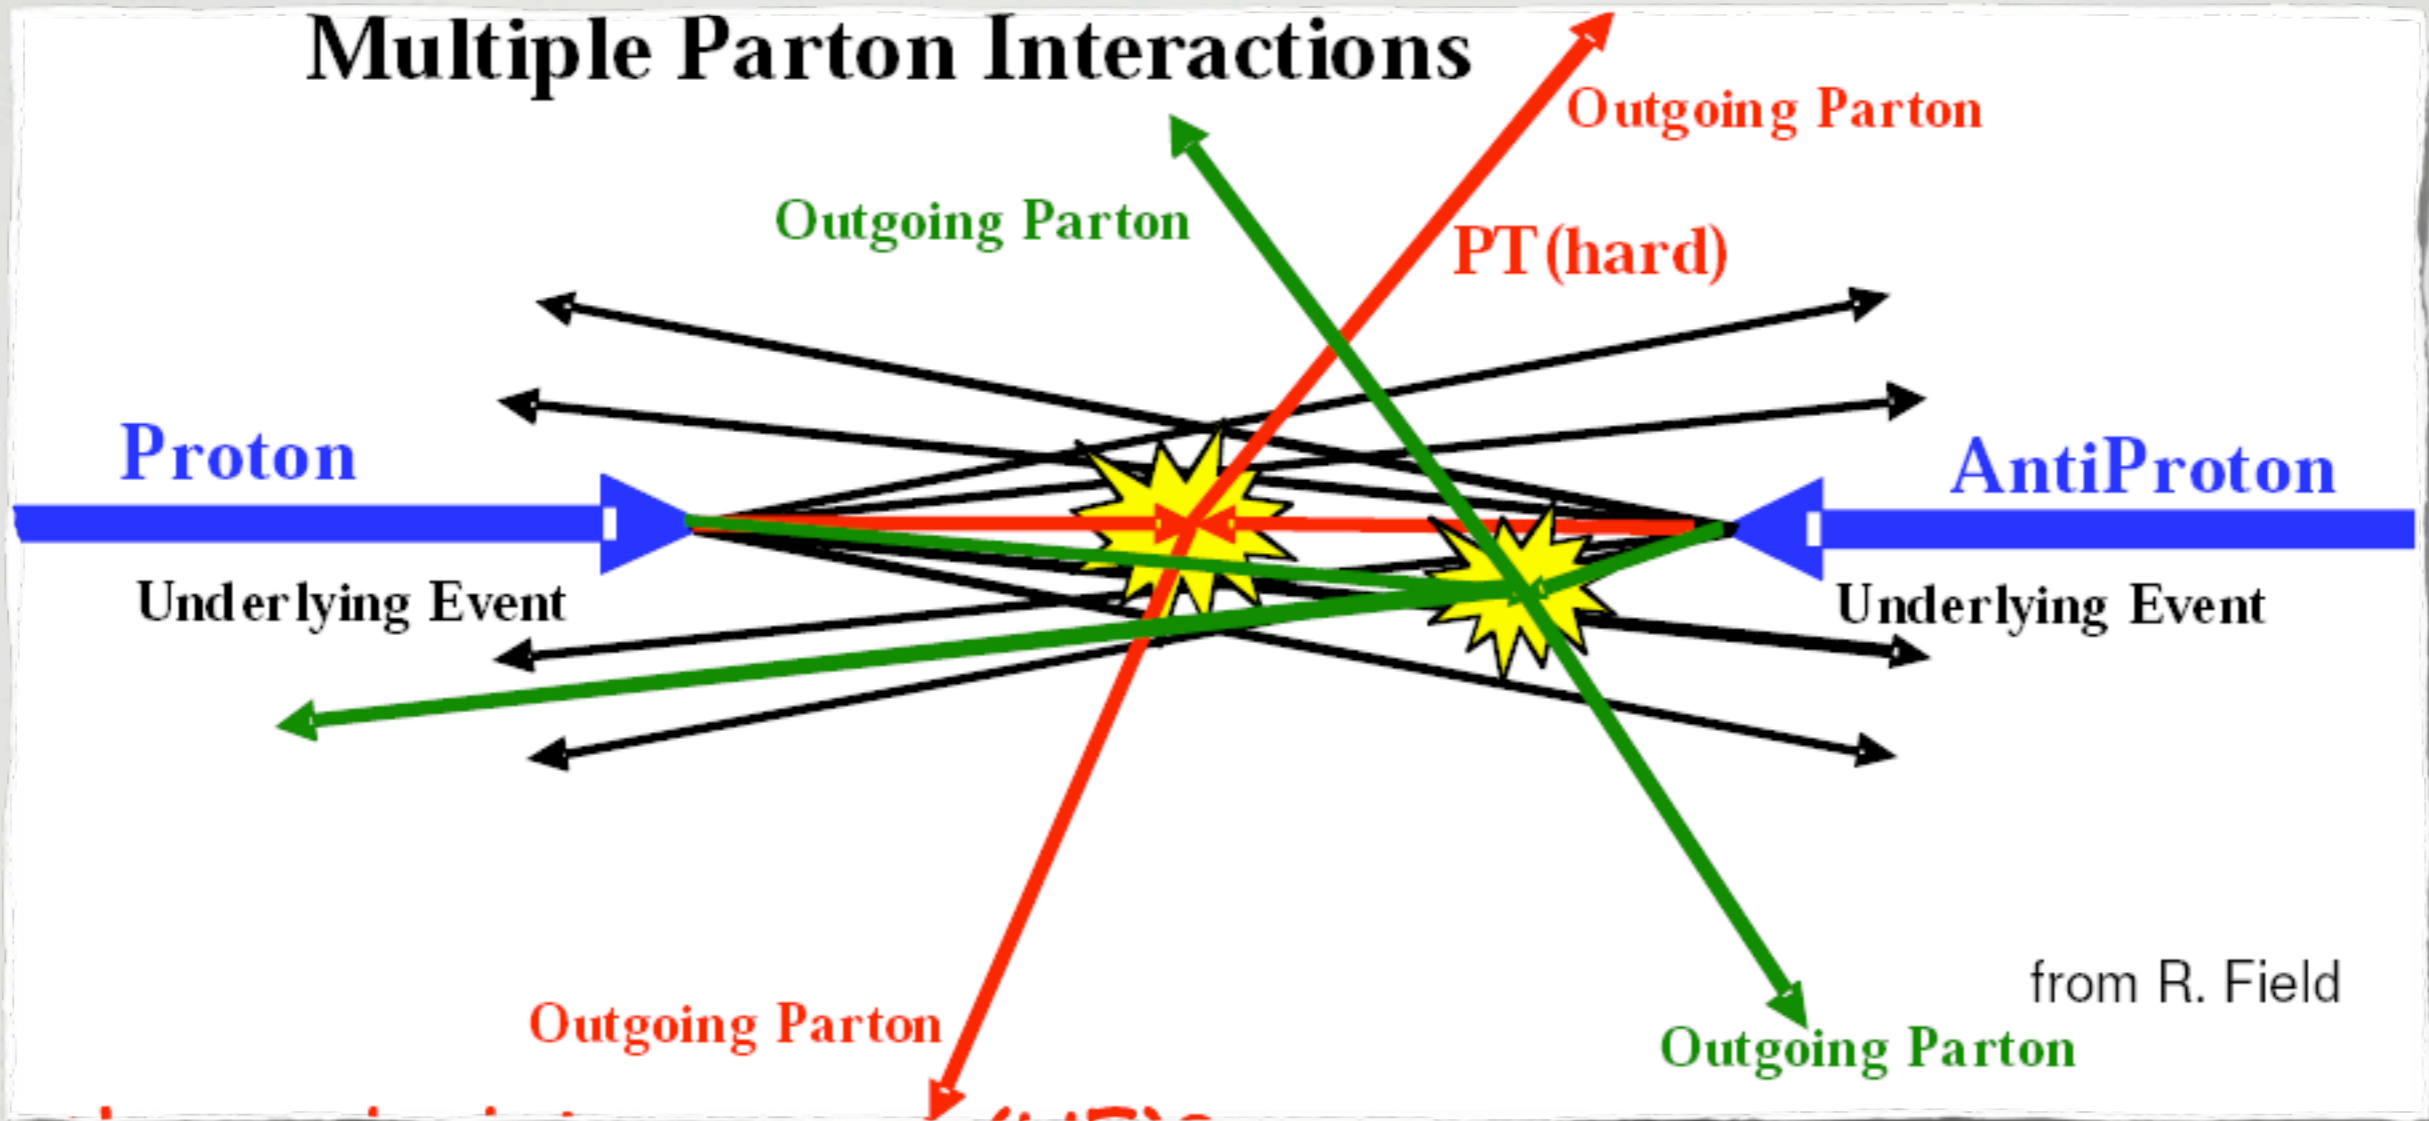 Multiple Parton Interactions
Outgoing Parton
Outgoing Parton
PT(hard)
Proton
AntiProton
Underlying Event
Underlying Event
from R. Field
Outgoing Parton
Outgoing Parton